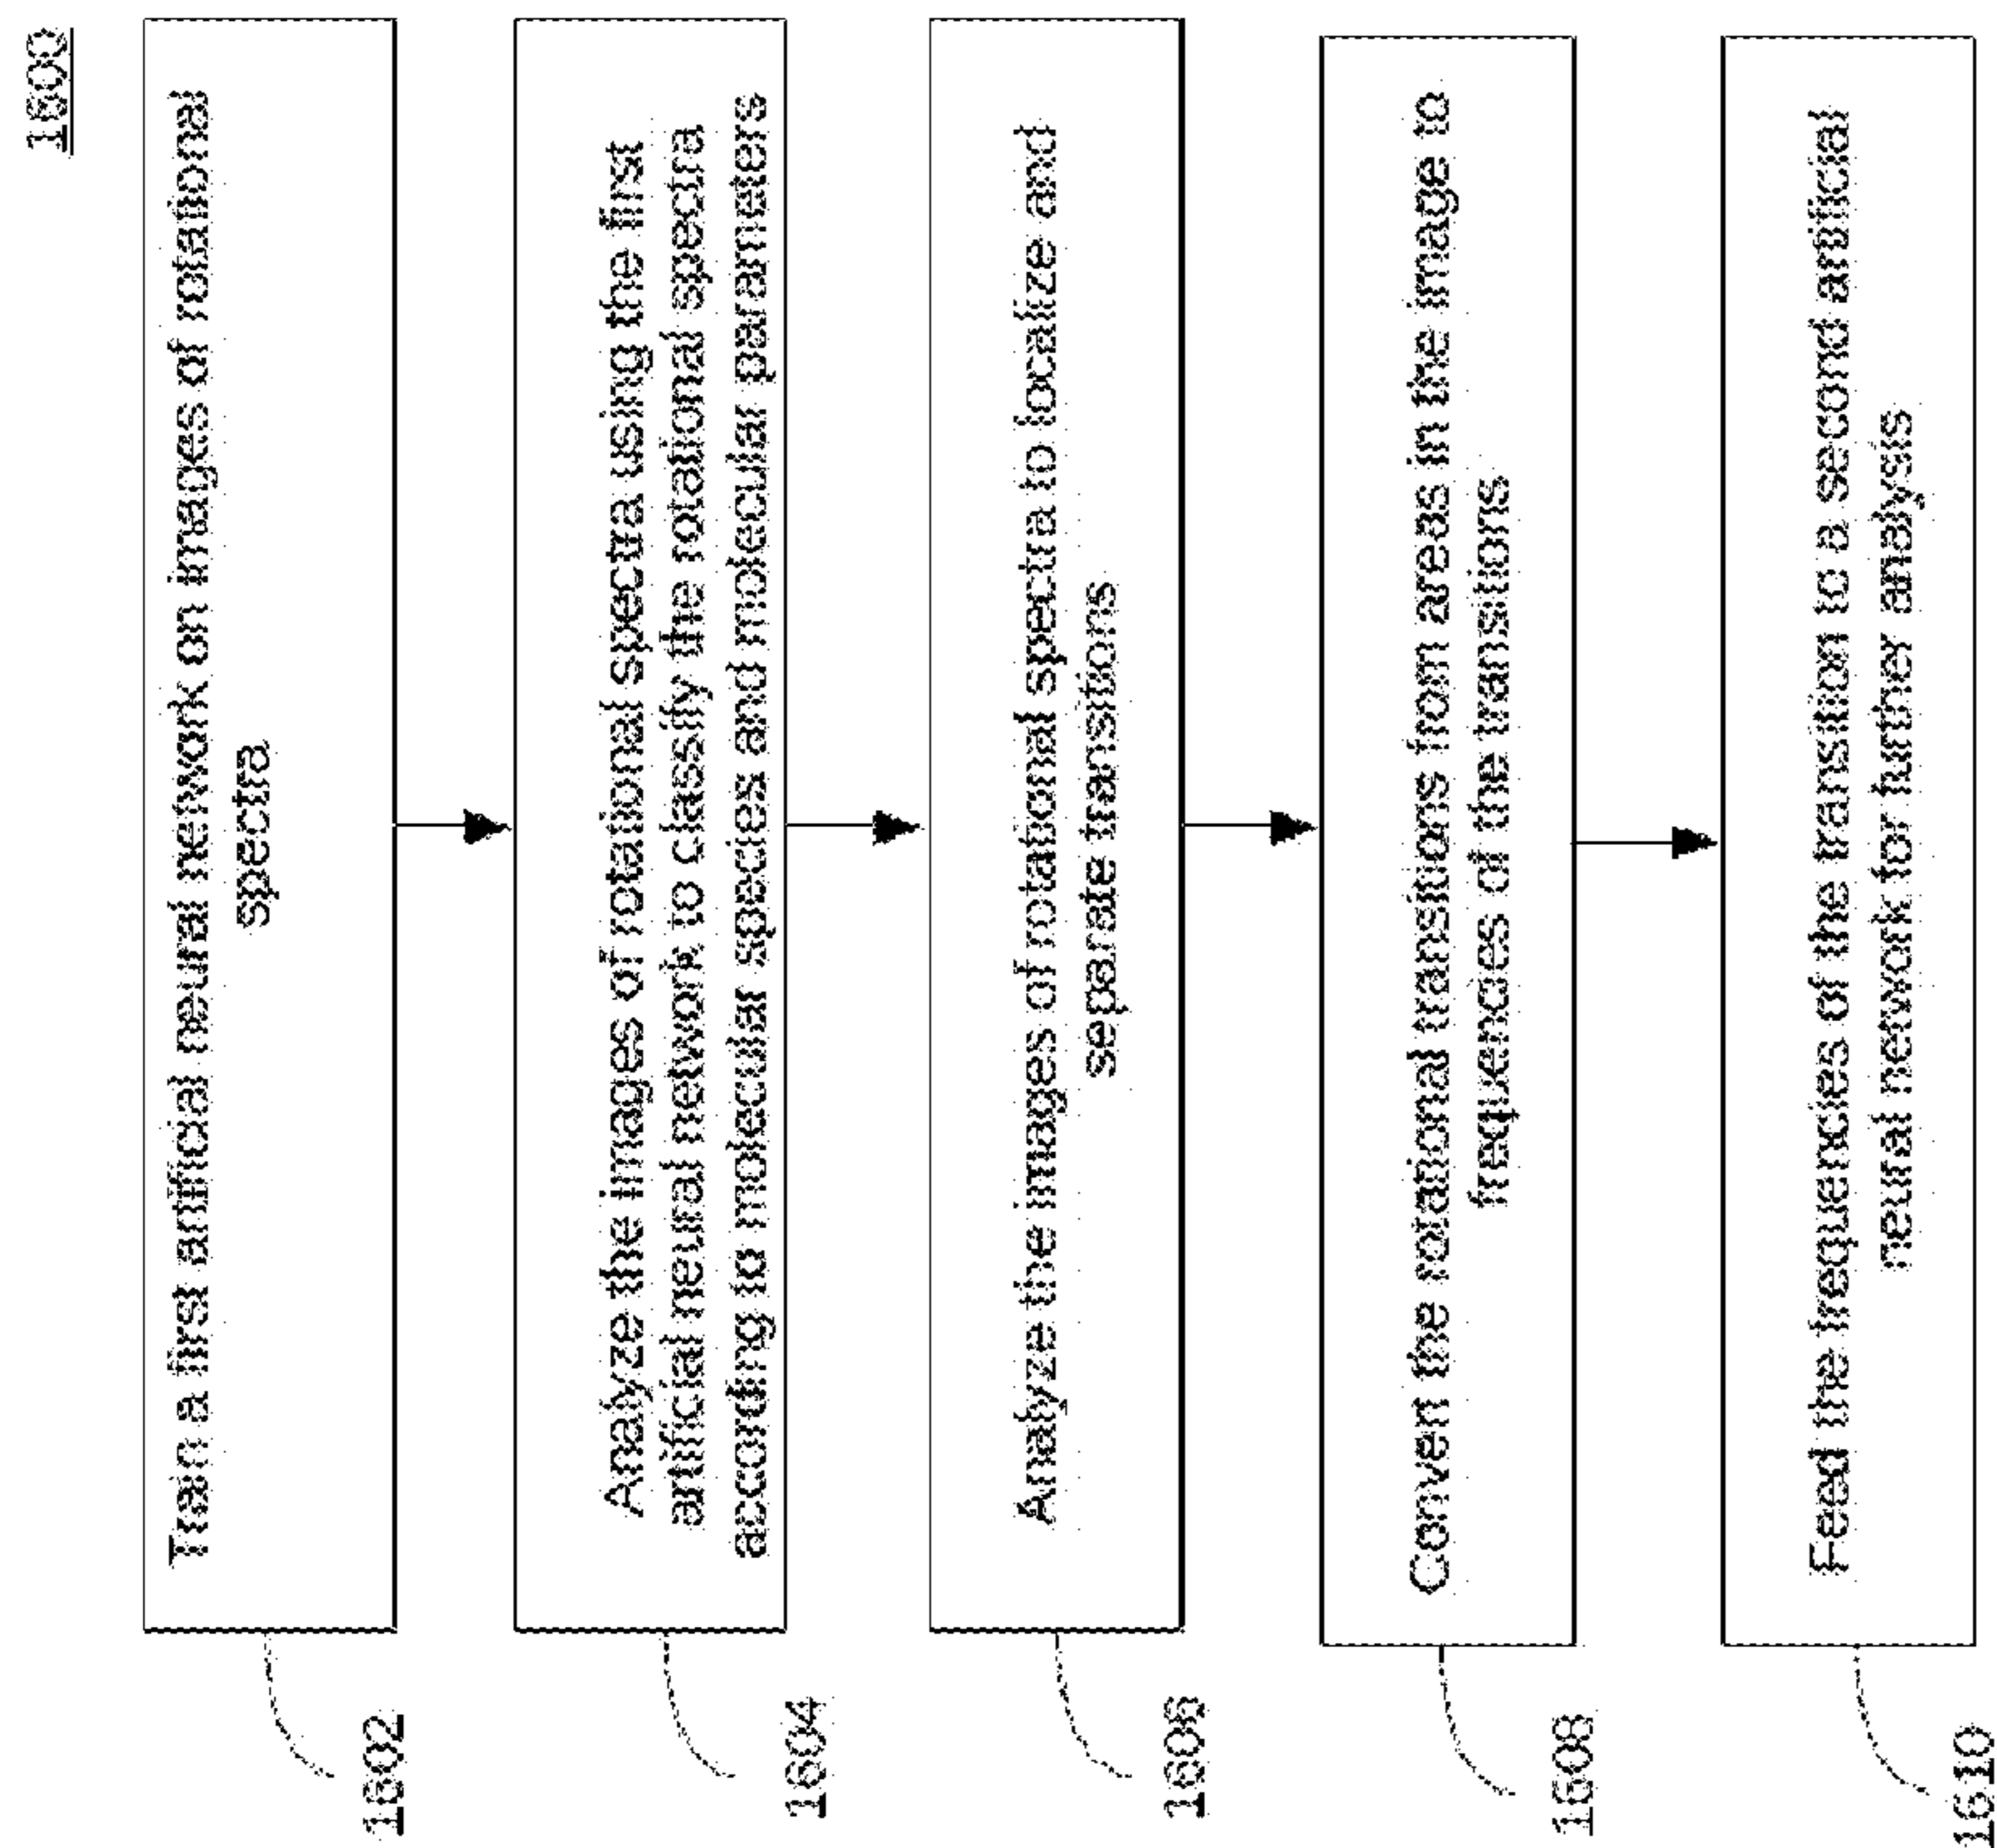 1600
Train a first artificial neural network on images of rotational
spectra
1602
Analyze the images of rotational spectra using the first
artificial neural network to classify the rotational spectra
according to molecular species and molecular parameters
1604
Analyze the images of rotational spectra to localize and
separate transitions
1606
Convert the rotational transitions from areas in the image to
frequencies of the transitions
1608
Feed the frequencies of the transition to a second artificial
neural network for further analysis
1610